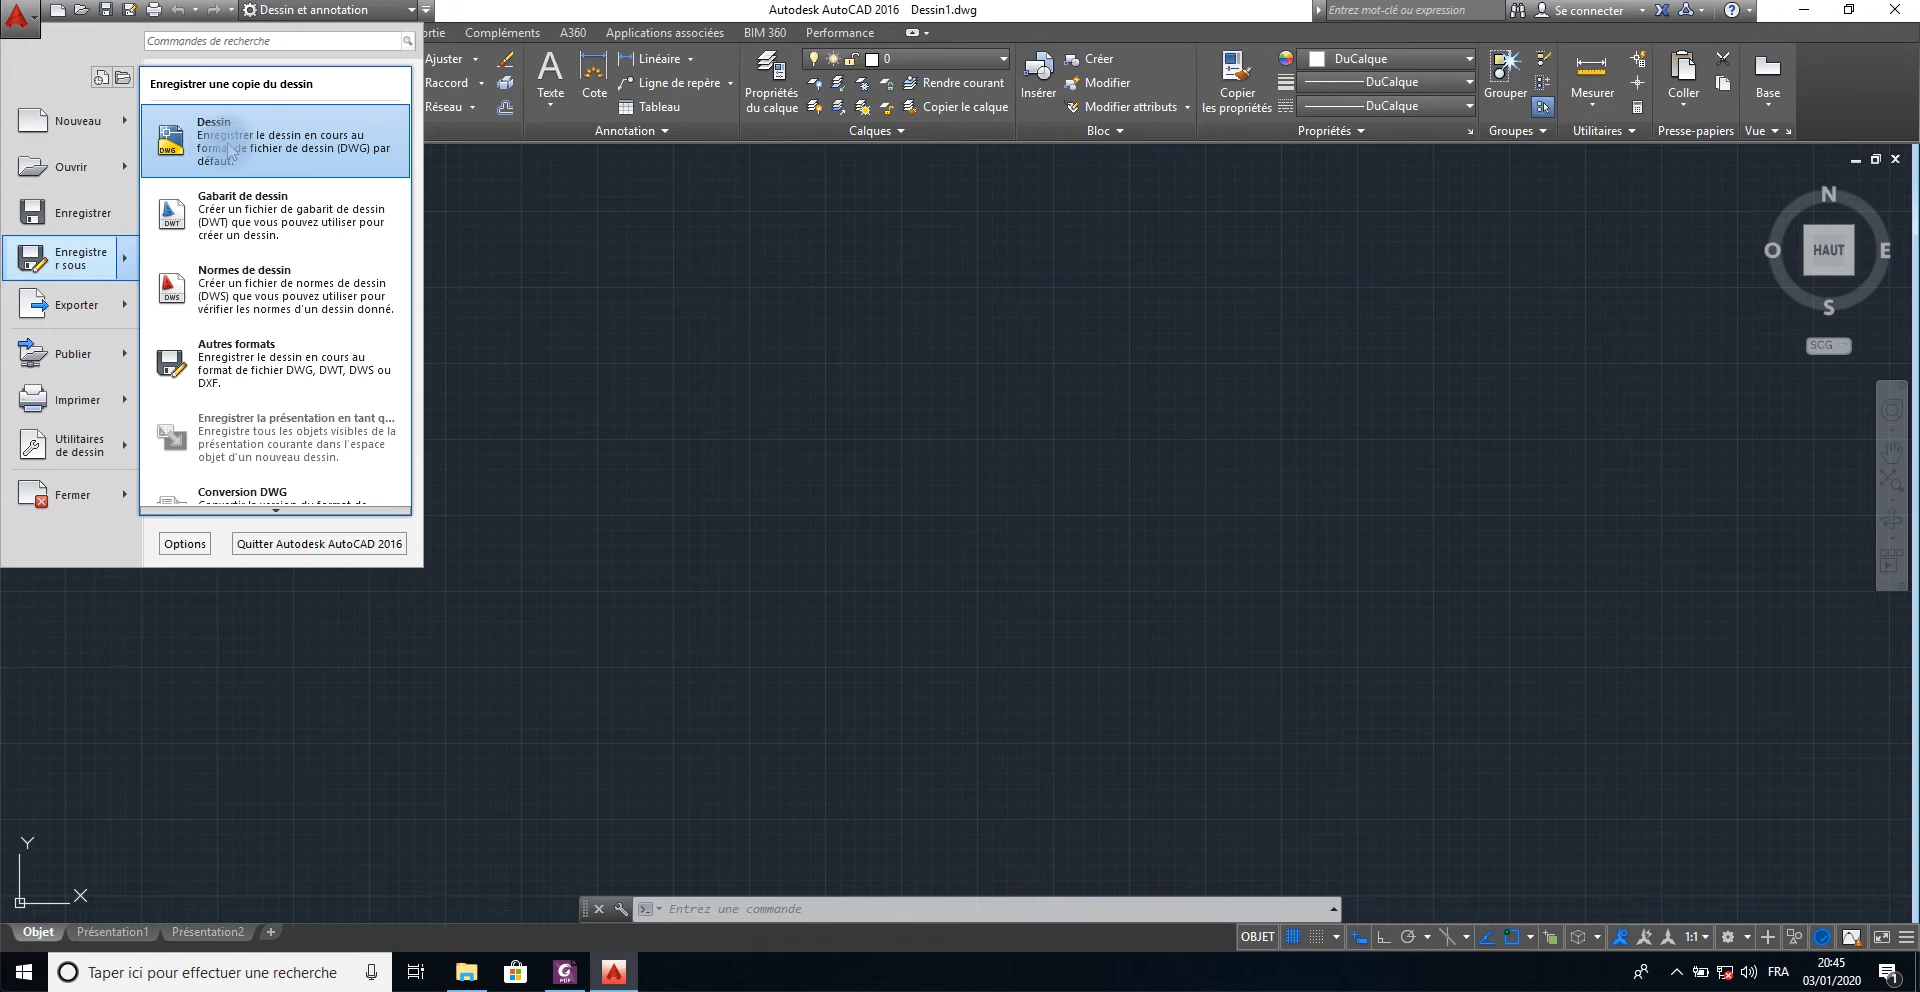 Dessin et annotation
Autodesk AutoCAD 2016 Dessin1.dwg
Entrez mot-clé ou expression
Se connecter
Commandes de recherche
ortie
Compléments
A360
Applications associées
BIM 360
Performance
Ajuster
Raccord
Réseau
Texte
Cote
Linéaire
Ligne de repère
Tableau
Annotation
Propriétés
du calque
0
Rendre courant
Copier le calque
Calques
Insérer
Créer
Modifier
Modifier attributs
Bloc
Copier
les propriétés
DuCalque
DuCalque
DuCalque
Propriétés
Grouper
Groupes
Mesurer
Utilitaires
Coller
Presse-papiers
Base
Vue
Nouveau
Ouvrir
Enregistrer
Enregistre
r sous
Exporter
Publier
Imprimer
Utilitaires
de dessin
Fermer
Enregistrer une copie du dessin
DWG
Dessin
Enregistrer le dessin en cours au
format de fichier de dessin (DWG) par
défaut.
DWT
Gabarit de dessin
Créer un fichier de gabarit de dessin
(DWT) que vous pouvez utiliser pour
créer un dessin.
DWS
Normes de dessin
Créer un fichier de normes de dessin
(DWS) que vous pouvez utiliser pour
vérifier les normes d'un dessin donné.
Autres formats
Enregistrer le dessin en cours au
format de fichier DWG, DWT, DWS ou
DXF.
Enregistrer la présentation en tant q...
Enregistre tous les objets visibles de la
présentation courante dans l'espace
objet d'un nouveau dessin.
Conversion DWG
Options
Quitter Autodesk AutoCAD 2016
N
O
HAUT
E
S
SCG
Y
X
Entrez une commande
Objet
Présentation1
Présentation2
+
OBJET
1:1
Taper ici pour effectuer une recherche
PDF
FRA
20:45
03/01/2020
1